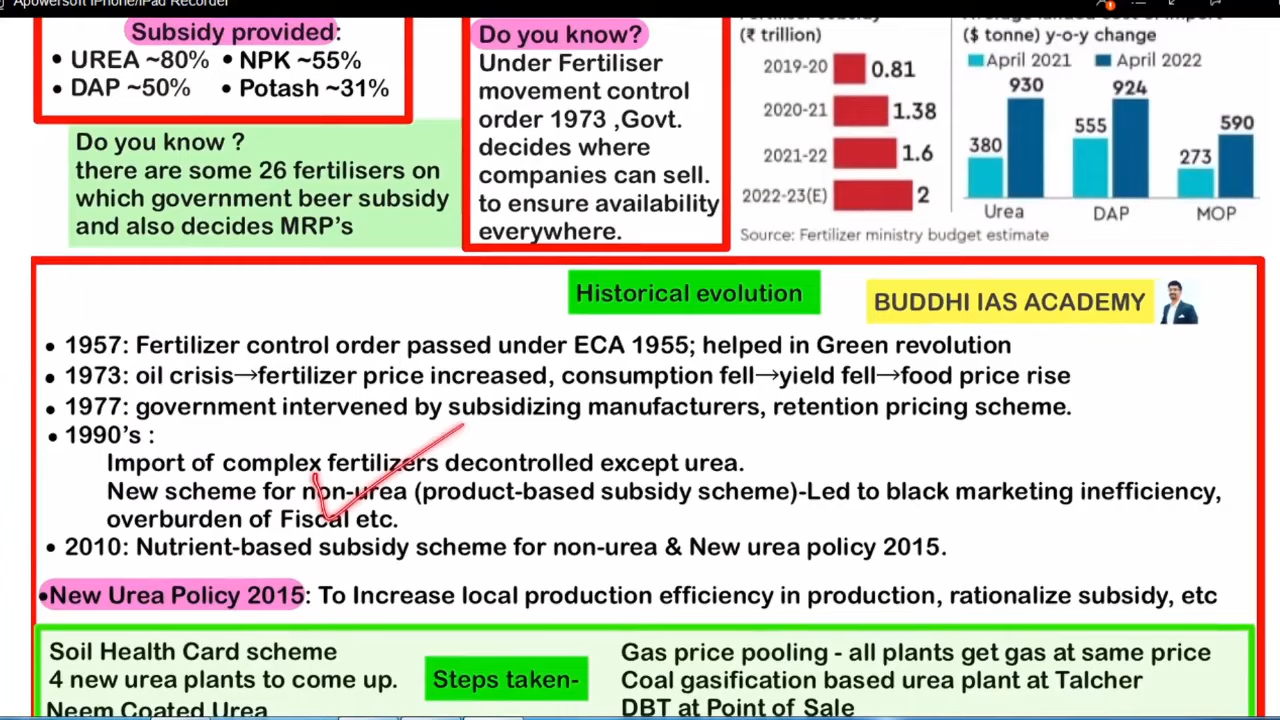 Apowersoft iPhone/iPad Recorder
Subsidy provided:
• UREA ~80% • NPK ~55%
• DAP ~50% • Potash ~31%
Do you know ?
there are some 26 fertilisers on
which government beer subsidy
and also decides MRP's
Do you know?
Under Fertiliser
movement control
order 1973 ,Govt.
decides where
companies can sell.
to ensure availability
everywhere.
(₹ trillion)
2019-20 0.81
2020-21 1.38
2021-22 1.6
2022-23(E) 2
($ tonne) y-o-y change
April 2021 April 2022
380 930
555 924
273 590
Urea DAP MOP
Source: Fertilizer ministry budget estimate
Historical evolution
BUDDHI IAS ACADEMY
• 1957: Fertilizer control order passed under ECA 1955; helped in Green revolution
• 1973: oil crisis→fertilizer price increased, consumption fell→yield fell→food price rise
• 1977: government intervened by subsidizing manufacturers, retention pricing scheme.
• 1990's :
Import of complex fertilizers decontrolled except urea.
New scheme for non-urea (product-based subsidy scheme)-Led to black marketing inefficiency,
overburden of Fiscal etc.
• 2010: Nutrient-based subsidy scheme for non-urea & New urea policy 2015.
•New Urea Policy 2015: To Increase local production efficiency in production, rationalize subsidy, etc
Soil Health Card scheme
4 new urea plants to come up.
Neem Coated Urea
Steps taken-
Gas price pooling - all plants get gas at same price
Coal gasification based urea plant at Talcher
DBT at Point of Sale